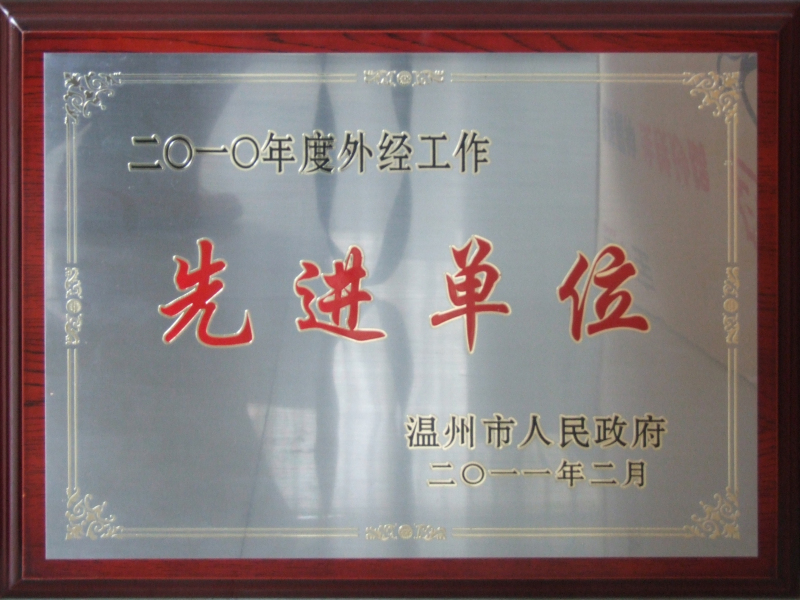 二〇一〇年度外经工作
先进单位
温州市人民政府
二〇一一年二月